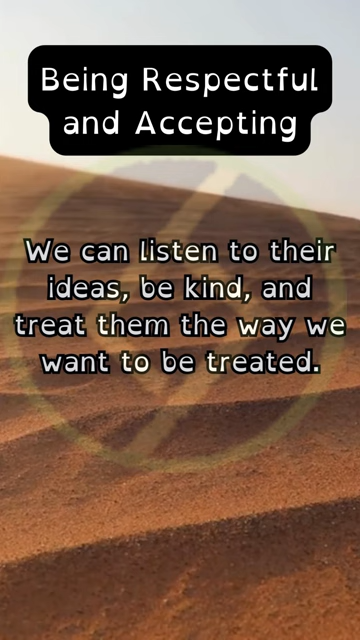 Being Respectful
and Accepting
We can listen to their
ideas, be kind, and
treat them the way we
want to be treated.